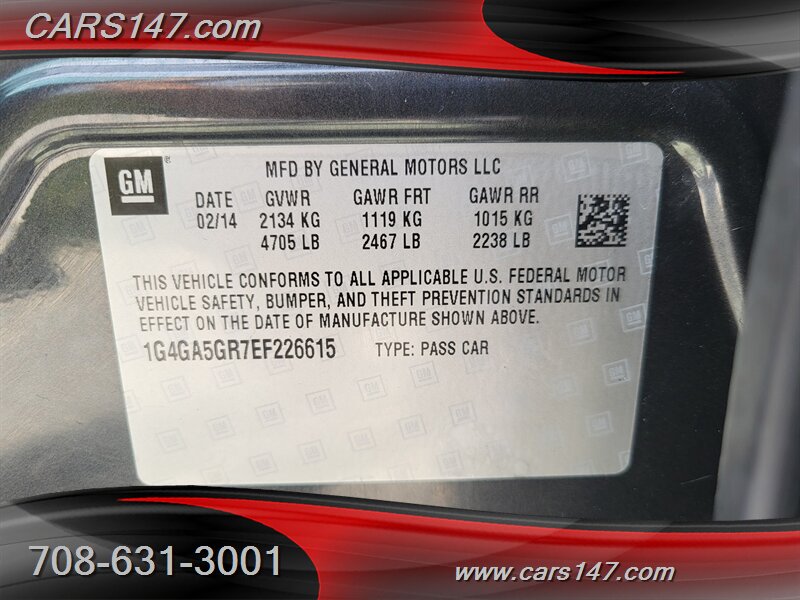 CARS147.com
GM ®
MFD BY GENERAL MOTORS LLC
DATE GVWR GAWR FRT GAWR RR
02/14 2134 KG 1119 KG 1015 KG
4705 LB 2467 LB 2238 LB
THIS VEHICLE CONFORMS TO ALL APPLICABLE U.S. FEDERAL MOTOR
VEHICLE SAFETY, BUMPER, AND THEFT PREVENTION STANDARDS IN
EFFECT ON THE DATE OF MANUFACTURE SHOWN ABOVE.
1G4GA5GR7EF226615 TYPE: PASS CAR
708-631-3001
www.cars147.com